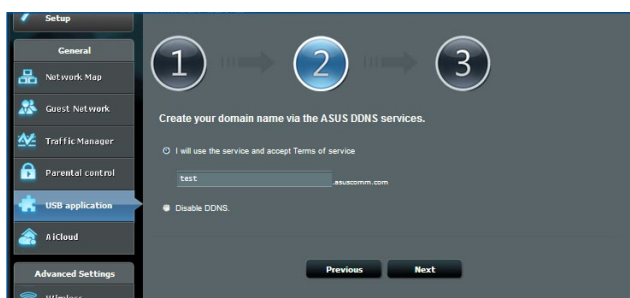 Setup
General
Network Map
Guest Network
Traffic Manager
Parental control
USB application
AiCloud
Advanced Settings
Wireless
1
2
3
Create your domain name via the ASUS DDNS services.
I will use the service and accept Terms of service
test .asuscomm.com
Disable DDNS.
Previous Next